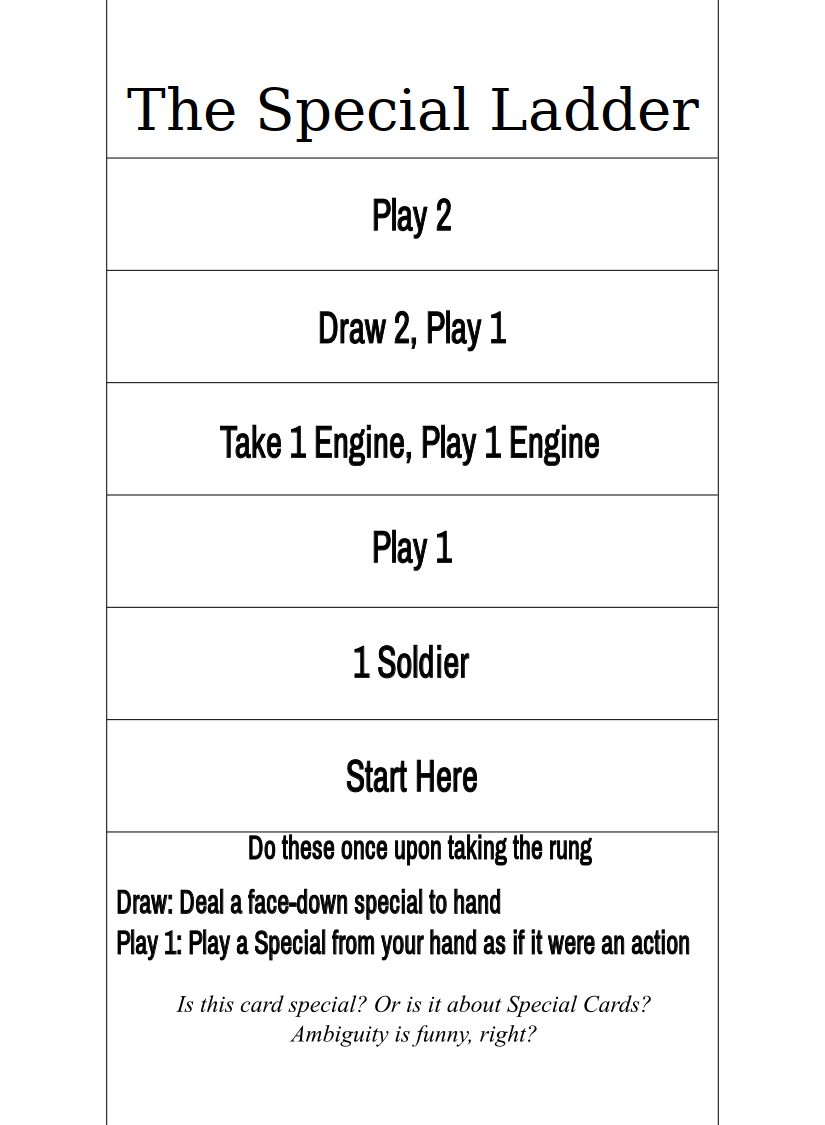 The Special Ladder
Play 2
Draw 2, Play 1
Take 1 Engine, Play 1 Engine
Play 1
1 Soldier
Start Here
Do these once upon taking the rung
Draw: Deal a face-down special to hand
Play 1: Play a Special from your hand as if it were an action
Is this card special? Or is it about Special Cards?
Ambiguity is funny, right?